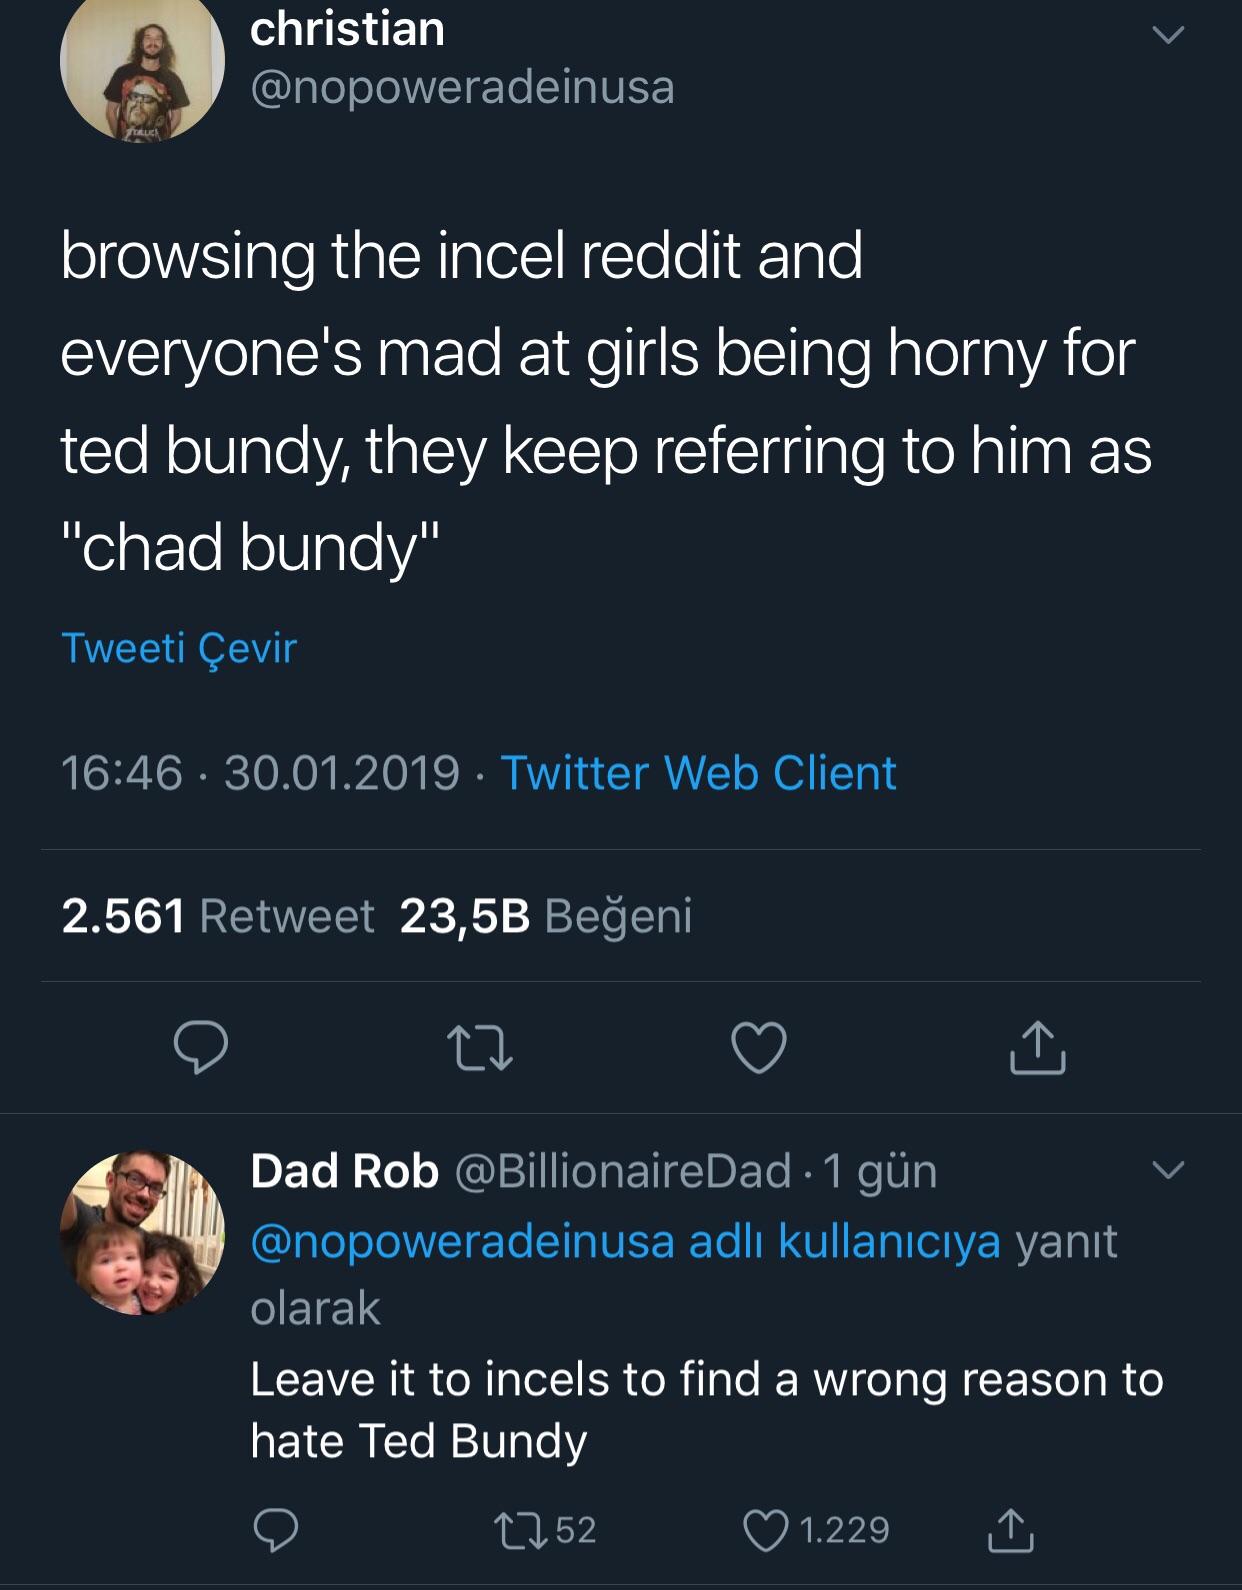 christian
@nopoweradeinusa
browsing the incel reddit and
everyone's mad at girls being horny for
ted bundy, they keep referring to him as
"chad bundy"
Tweeti Çevir
16:46 · 30.01.2019 · Twitter Web Client
2.561 Retweet 23,5B Beğeni
Dad Rob @BillionaireDad · 1 gün
@nopoweradeinusa adlı kullanıcıya yanıt
olarak
Leave it to incels to find a wrong reason to
hate Ted Bundy
52 1.229